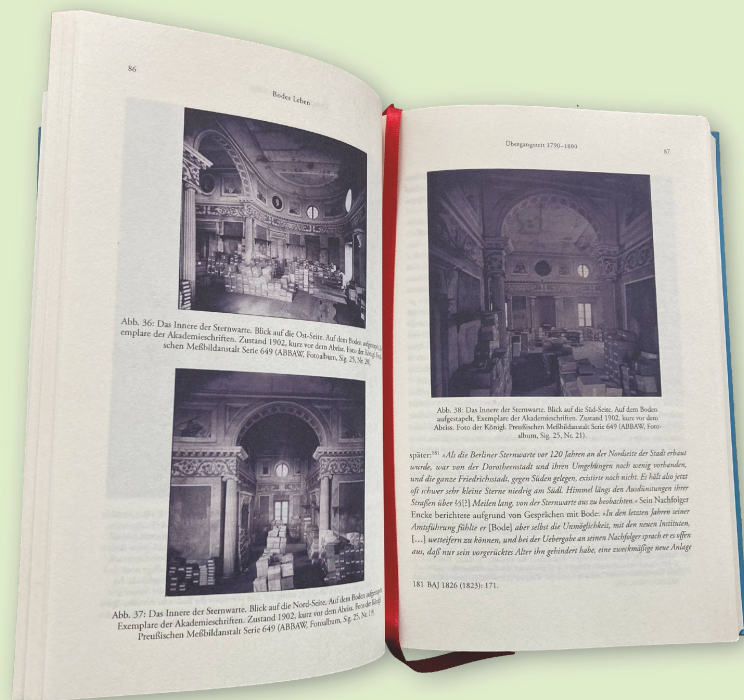 86
Bodes Leben
Abb. 36: Das Innere der Sternwarte. Blick auf die Ost-Seite. Auf dem Boden aufgestapelt,
emplare der Akademieschriften. Zustand 1902, kurz vor dem Abriss. Foto der Königl.
schen Meßbildanstalt Serie 649 (ABBAW, Fotoalbum, Sig. 25, Nr. 20).
Abb. 37: Das Innere der Sternwarte. Blick auf die Nord-Seite. Auf dem Boden
Exemplare der Akademieschriften. Zustand 1902, kurz vor dem Abriss. Foto der Königl.
Preußischen Meßbildanstalt Serie 649 (ABBAW, Fotoalbum, Sig. 25, Nr.
Übergangszeit 1790–1800
87
Abb. 38: Das Innere der Sternwarte. Blick auf die Süd-Seite. Auf dem Boden
aufgestapelt, Exemplare der Akademieschriften. Zustand 1902, kurz vor dem
Abriss. Foto der Königl. Preußischen Meßbildanstalt Serie 649 (ABBAW, Foto-
album, Sig. 25, Nr. 21).
später:¹⁸¹ »Als die Berliner Sternwarte vor 120 Jahren an der Nordseite der Stadt erbaut
wurde, war von der Dorotheenstadt und ihren Umgebungen noch wenig vorhanden,
und die ganze Friedrichsstadt, gegen Süden gelegen, existirte noch nicht. Es hält also jetzt
oft schwer sehr kleine Sterne niedrig am Südl. Himmel längs den Ausdünstungen ihrer
Straßen über ⅓[?] Meilen lang, von der Sternwarte aus zu beobachten.« Sein Nachfolger
Encke berichtete aufgrund von Gesprächen mit Bode: »In den letzten Jahren seiner
Amtsführung fühlte er [Bode] aber selbst die Unmöglichkeit, mit den neuen Instituten,
[…] wetteifern zu können, und bei der Uebergabe an seinen Nachfolger sprach er es offen
aus, daß nur sein vorgerücktes Alter ihn gehindert habe, eine zweckmäßige neue Anlage
181 BAJ 1826 (1823): 171.